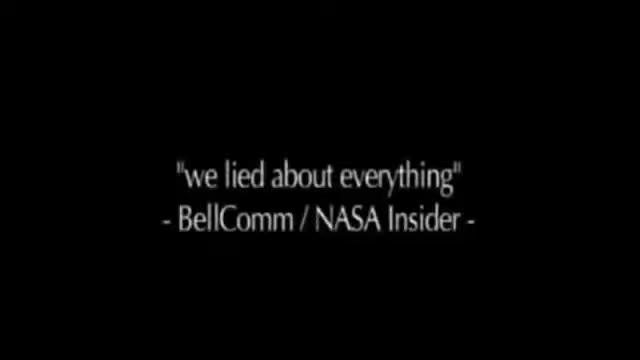 "we lied about everything"
- BellComm / NASA Insider -